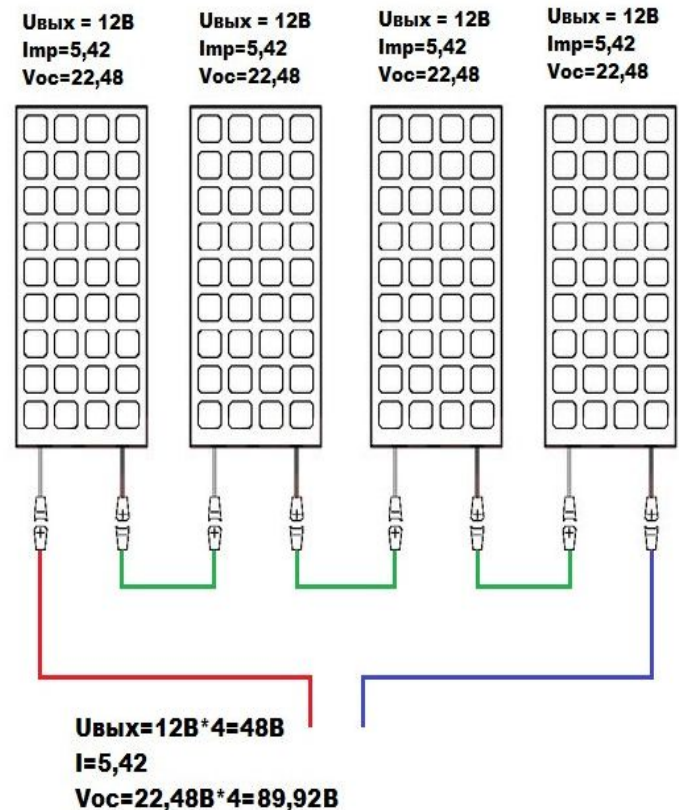 Uвых = 12В
Imp=5,42
Voc=22,48
Uвых = 12В
Imp=5,42
Voc=22,48
Uвых = 12В
Imp=5,42
Voc=22,48
Uвых = 12В
Imp=5,42
Voc=22,48
Uвых=12В*4=48В
I=5,42
Voc=22,48В*4=89,92В